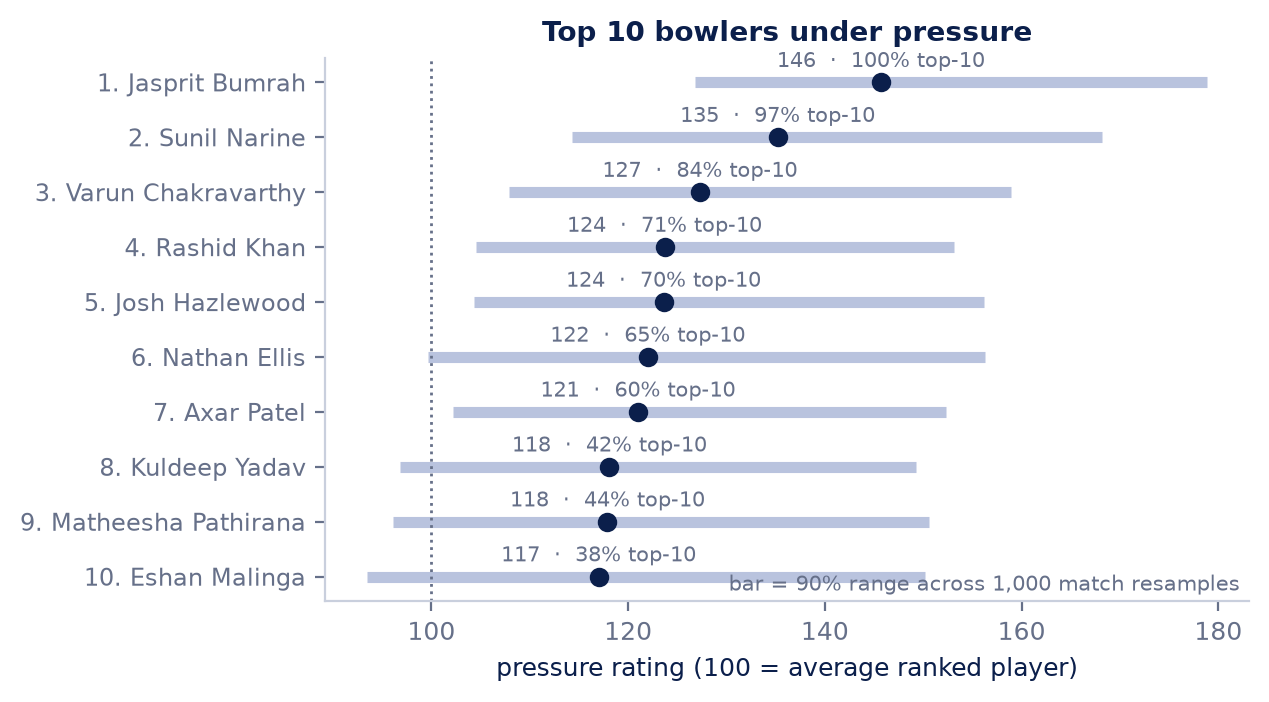 Top 10 bowlers under pressure
146 · 100% top-10
1. Jasprit Bumrah
135 · 97% top-10
2. Sunil Narine
127 · 84% top-10
3. Varun Chakravarthy
124 · 71% top-10
4. Rashid Khan
124 · 70% top-10
5. Josh Hazlewood
122 · 65% top-10
6. Nathan Ellis
121 · 60% top-10
7. Axar Patel
118 · 42% top-10
8. Kuldeep Yadav
118 · 44% top-10
9. Matheesha Pathirana
117 · 38% top-10
10. Eshan Malinga
bar = 90% range across 1,000 match resamples
100 120 140 160 180
pressure rating (100 = average ranked player)